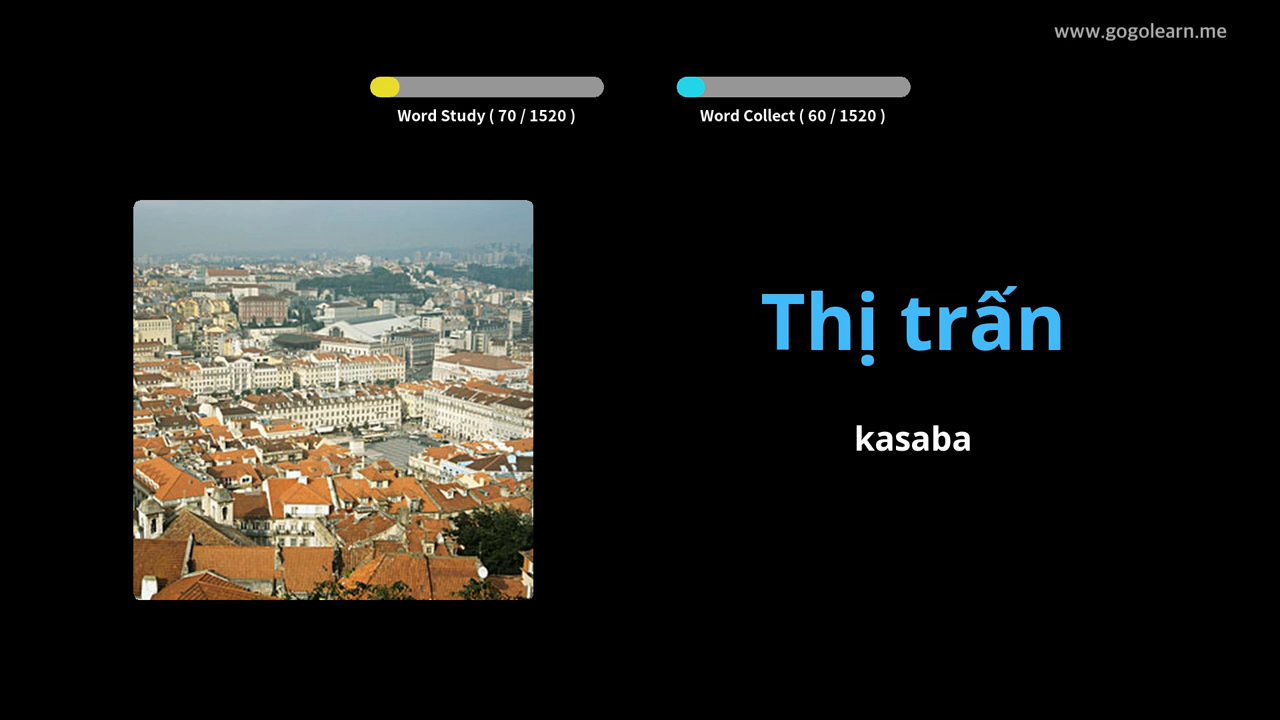 www.gogolearn.me
Word Study ( 70 / 1520 )
Word Collect ( 60 / 1520 )
Thị trấn
kasaba